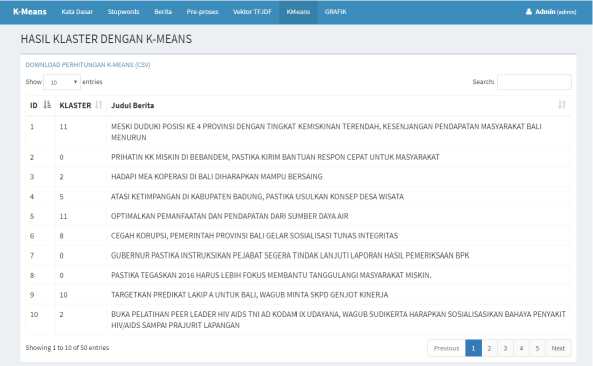 K-Means Kata Dasar Stopwords Berita Pre-proses Vektor TF.IDF KMeans GRAFIK Admin (admin)
HASIL KLASTER DENGAN K-MEANS
DOWNLOAD PERHITUNGAN K-MEANS (CSV)
Show 10 entries Search:
ID KLASTER Judul Berita
1 11 MESKI DUDUKI POSISI KE 4 PROVINSI DENGAN TINGKAT KEMISKINAN TERENDAH, KESENJANGAN PENDAPATAN MASYARAKAT BALI
MENURUN
2 0 PRIHATIN KK MISKIN DI BEBANDEM, PASTIKA KIRIM BANTUAN RESPON CEPAT UNTUK MASYARAKAT
3 2 HADAPI MEA KOPERASI DI BALI DIHARAPKAN MAMPU BERSAING
4 5 ATASI KETIMPANGAN DI KABUPATEN BADUNG, PASTIKA USULKAN KONSEP DESA WISATA
5 11 OPTIMALKAN PEMANFAATAN DAN PENDAPATAN DARI SUMBER DAYA AIR
6 8 CEGAH KORUPSI, PEMERINTAH PROVINSI BALI GELAR SOSIALISASI TUNAS INTEGRITAS
7 0 GUBERNUR PASTIKA INSTRUKSIKAN PEJABAT SEGERA TINDAK LANJUTI LAPORAN HASIL PEMERIKSAAN BPK
8 0 PASTIKA TEGASKAN 2016 HARUS LEBIH FOKUS MEMBANTU TANGGULANGI MASYARAKAT MISKIN.
9 10 TARGETKAN PREDIKAT LAKIP A UNTUK BALI, WAGUB MINTA SKPD GENJOT KINERJA
10 2 BUKA PELATIHAN PEER LEADER HIV AIDS TNI AD KODAM IX UDAYANA, WAGUB SUDIKERTA HARAPKAN SOSIALISASIKAN BAHAYA PENYAKIT
HIV/AIDS SAMPAI PRAJURIT LAPANGAN
Showing 1 to 10 of 50 entries Previous 1 2 3 4 5 Next